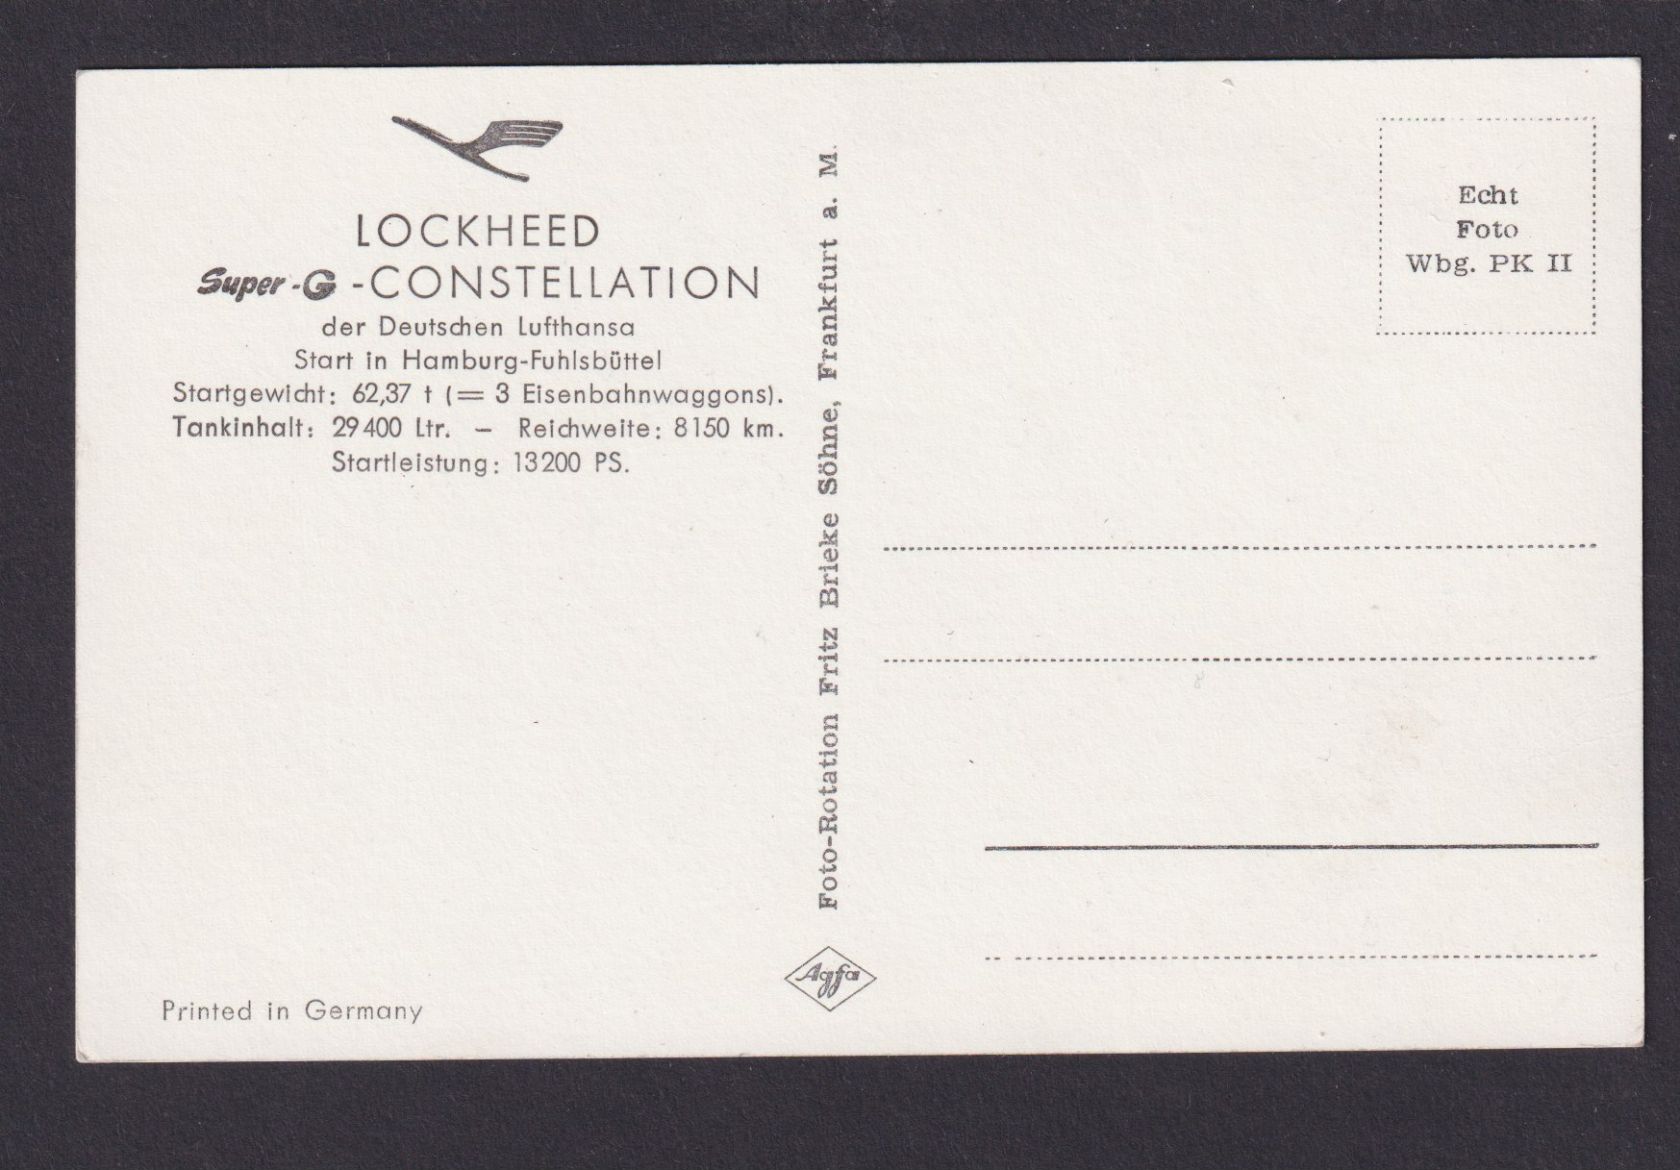 LOCKHEED
Super-G-CONSTELLATION
der Deutschen Lufthansa
Start in Hamburg-Fuhlsbüttel
Startgewicht: 62,37 t (= 3 Eisenbahnwaggons).
Tankinhalt: 29400 Ltr. – Reichweite: 8150 km.
Startleistung: 13200 PS.
Printed in Germany
Foto-Rotation Fritz Brieke Söhne, Frankfurt a. M.
Agfa
Echt
Foto
Wbg. PK II